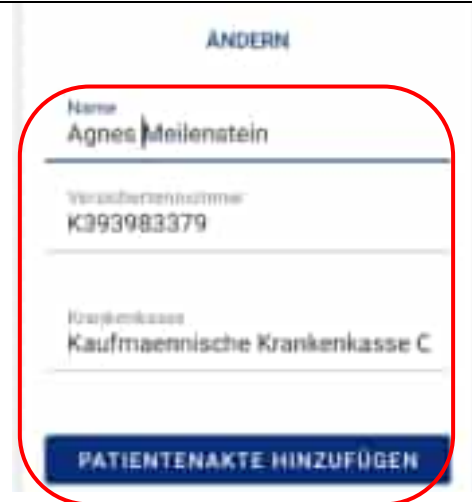 ÄNDERN
Name
Agnes Meilenstein
Versichertennummer
K393983379
Krankenkasse
Kaufmaennische Krankenkasse C
PATIENTENAKTE HINZUFÜGEN